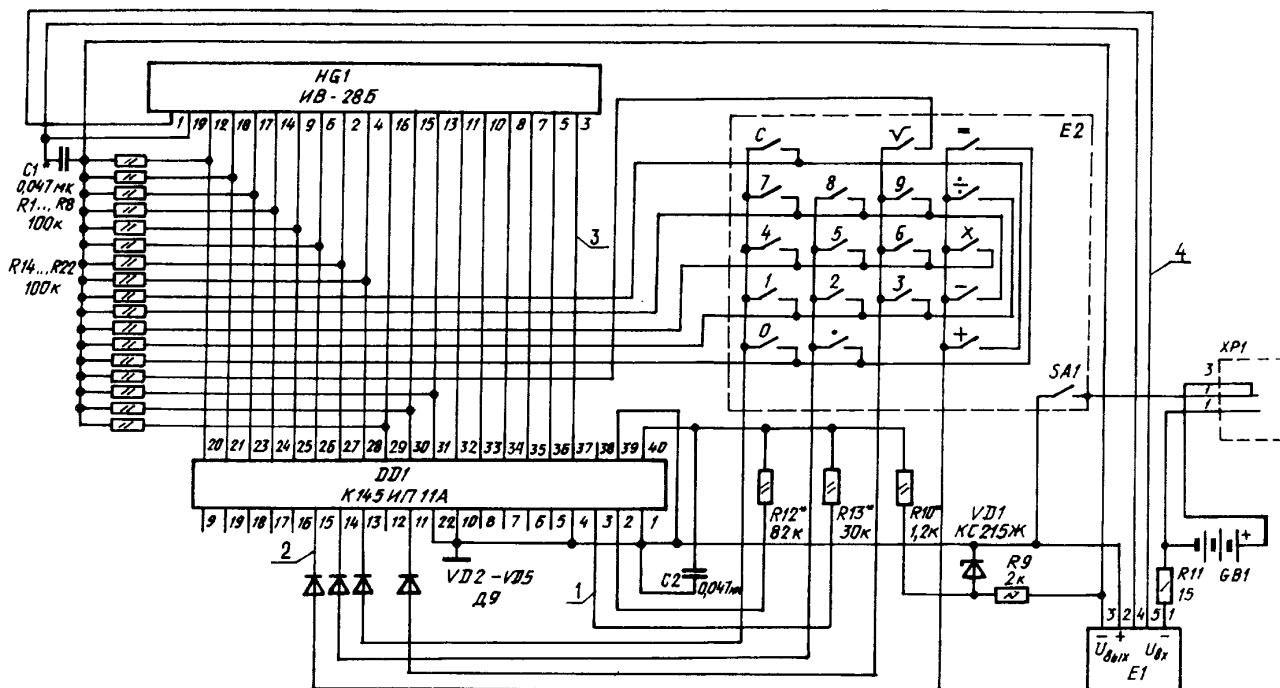 HG1
ИВ-28Б
1 19 12 18 17 14 9 6 2 4 16 15 13 11 10 8 7 5 3
C1*
0,047 мк
R1... R8
100к
R14...R22
100к
3
E2
C √ =
7 8 9 ÷
4 5 6 ×
1 2 3 −
0 · +
SA1
4
XP1
3
1
1
20 21 23 24 25 26 27 28 29 30 31 32 33 34 35 36 37 38 39 40
DD1
К145ИП11А
9 19 18 17 16 15 14 13 12 11 22 10 8 7 6 5 4 3 2 1
2
VD2-VD5
Д9
1
C2
0,047мк
R12*
82к
R13*
30к
R10*
1,2к
VD1
КС215Ж
R9
2к
+
GB1
R11
15
3 2 4 5 1
− + −
Uвых Uвх
E1